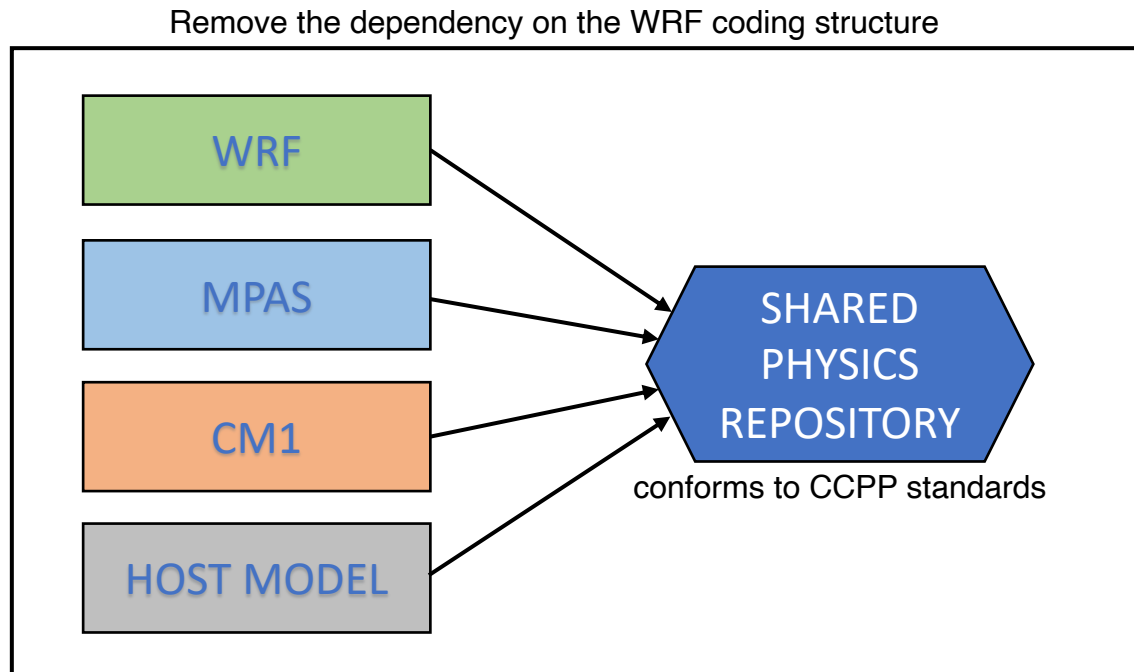 Remove the dependency on the WRF coding structure
WRF
MPAS
CM1
HOST MODEL
SHARED
PHYSICS
REPOSITORY
conforms to CCPP standards